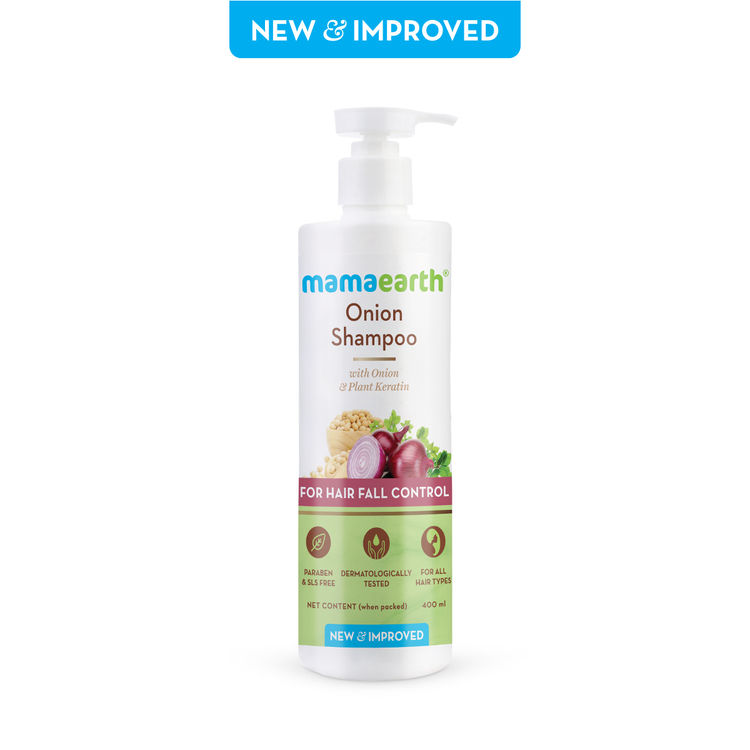 NEW & IMPROVED
mamaearth®
Onion
Shampoo
with Onion
& Plant Keratin
FOR HAIR FALL CONTROL
PARABEN
& SLS FREE
DERMATOLOGICALLY
TESTED
FOR ALL
HAIR TYPES
NET CONTENT (when packed) 400 ml
NEW & IMPROVED